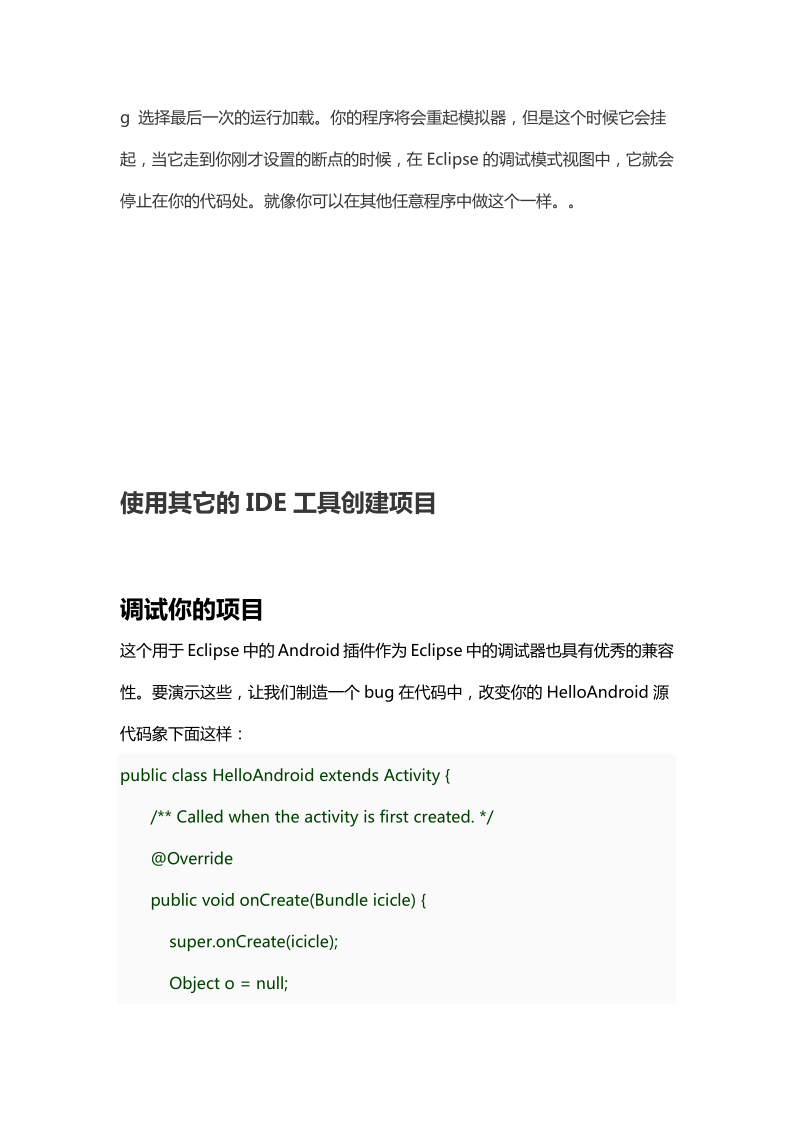 g 选择最后一次的运行加载。你的程序将会重起模拟器，但是这个时候它会挂
起，当它走到你刚才设置的断点的时候，在 Eclipse 的调试模式视图中，它就会
停止在你的代码处。就像你可以在其他任意程序中做这个一样。。
使用其它的 IDE 工具创建项目
调试你的项目
这个用于 Eclipse 中的 Android 插件作为 Eclipse 中的调试器也具有优秀的兼容
性。要演示这些，让我们制造一个 bug 在代码中，改变你的 HelloAndroid 源
代码象下面这样：
public class HelloAndroid extends Activity {
/** Called when the activity is first created. */
@Override
public void onCreate(Bundle icicle) {
super.onCreate(icicle);
Object o = null;